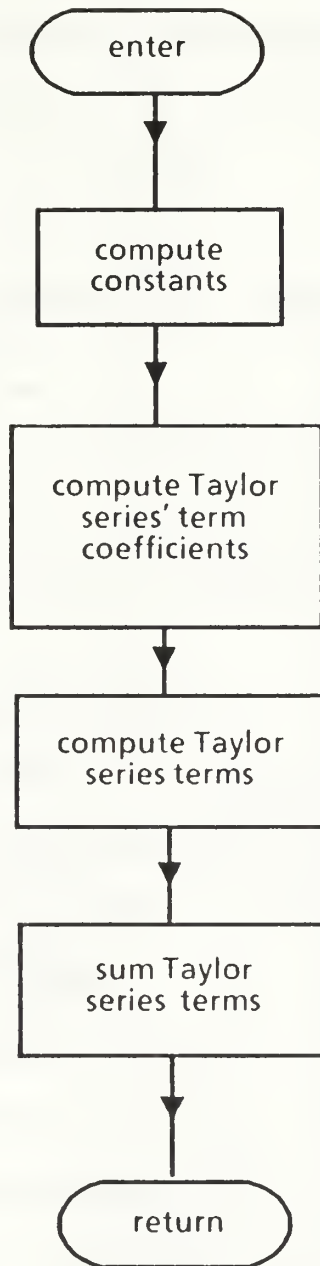 enter
compute
constants
compute Taylor
series' term
coefficients
compute Taylor
series terms
sum Taylor
series terms
return